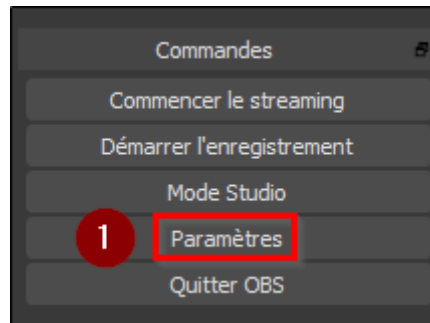 Commandes
Commencer le streaming
Démarrer l'enregistrement
Mode Studio
1 Paramètres
Quitter OBS